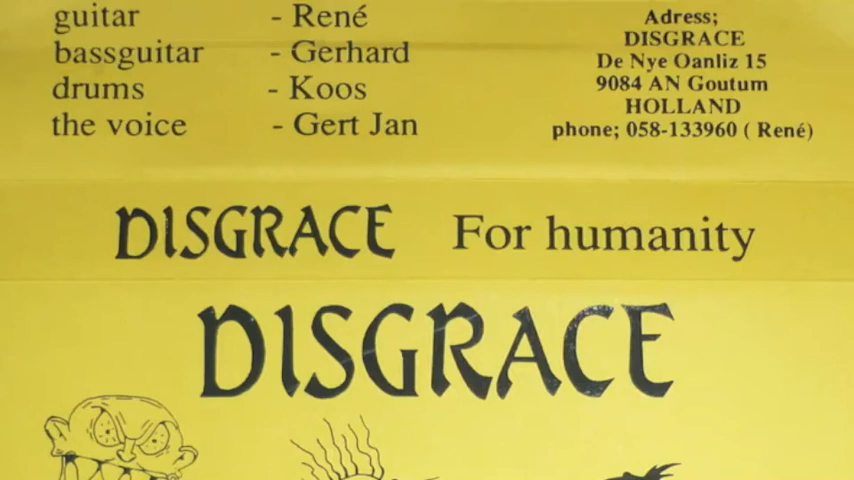 guitar - René
bassguitar - Gerhard
drums - Koos
the voice - Gert Jan
Adress;
DISGRACE
De Nye Oanliz 15
9084 AN Goutum
HOLLAND
phone; 058-133960 ( René)
DISGRACE For humanity
DISGRACE